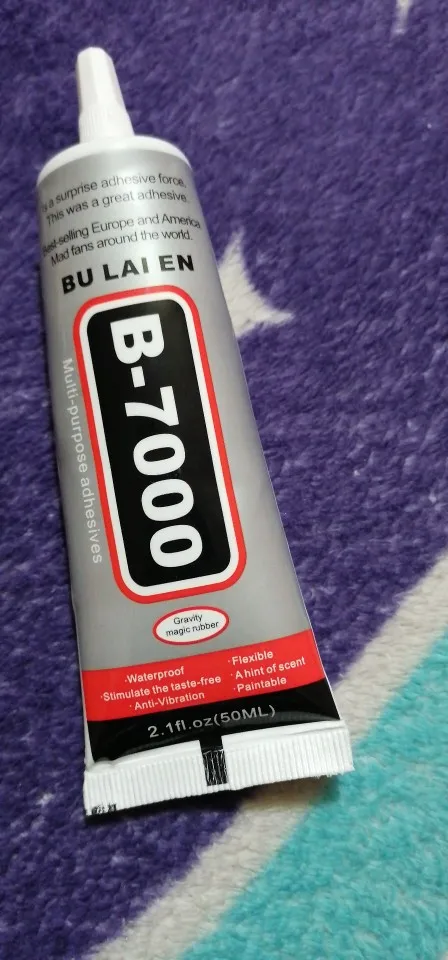 a surprise adhesive force.
This was a great adhesive.
Best-selling Europe and America
Mad fans around the world.
BU LAI EN
B-7000
Multi-purpose adhesives
Gravity
magic rubber
·Waterproof
·Stimulate the taste-free
·Anti-Vibration
·Flexible
·A hint of scent
·Paintable
2.1fl.oz(50ML)